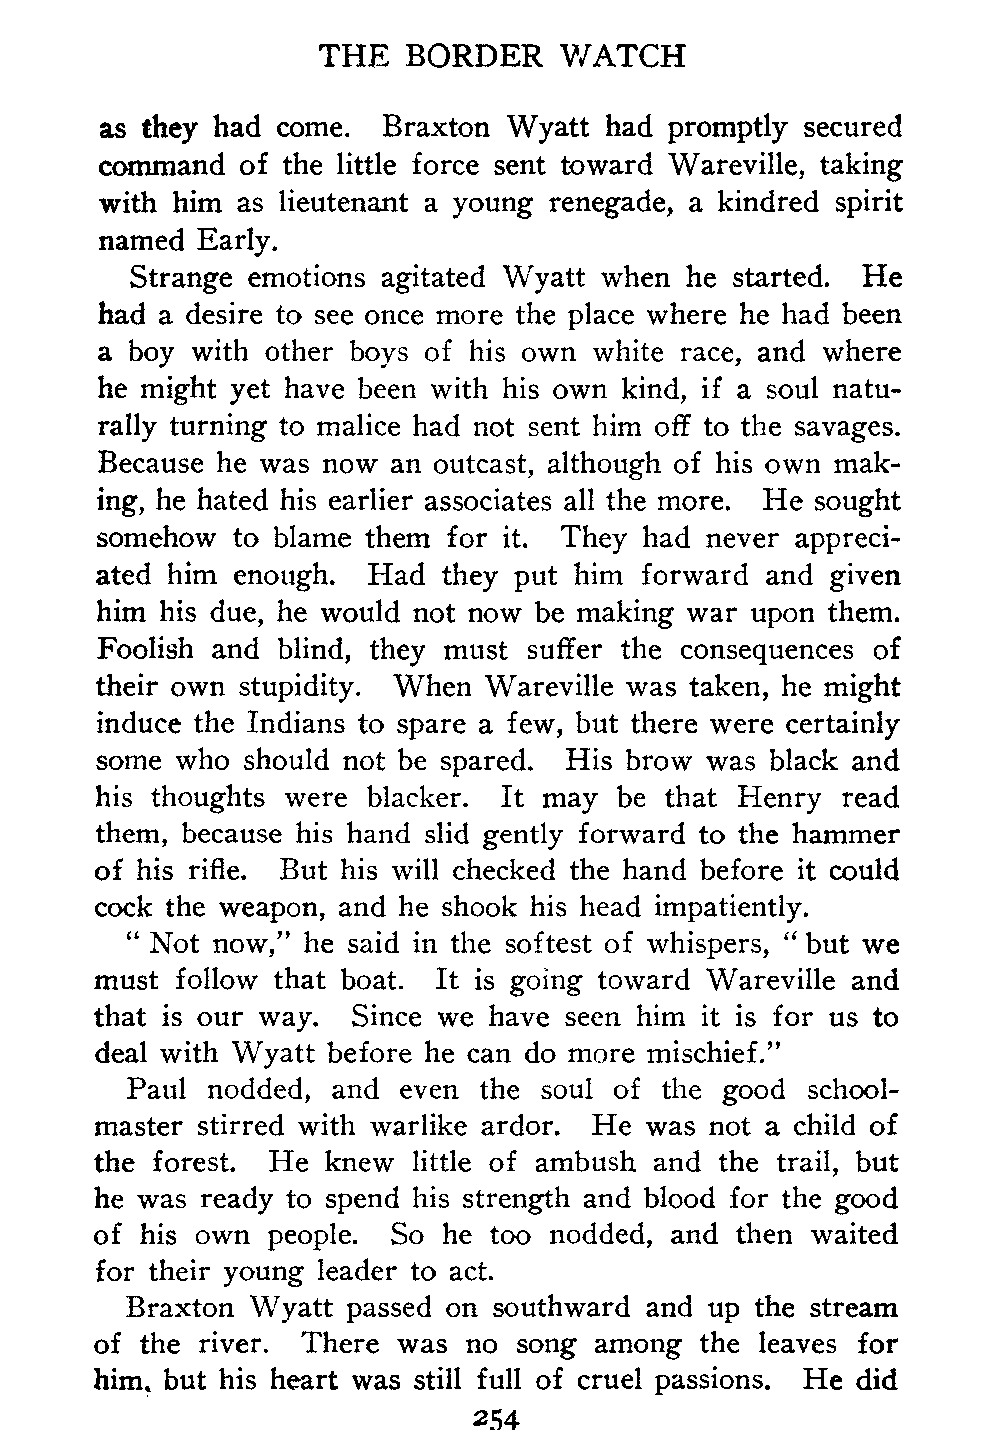 THE BORDER WATCH
as they had come. Braxton Wyatt had promptly secured
command of the little force sent toward Wareville, taking
with him as lieutenant a young renegade, a kindred spirit
named Early.
Strange emotions agitated Wyatt when he started. He
had a desire to see once more the place where he had been
a boy with other boys of his own white race, and where
he might yet have been with his own kind, if a soul natu-
rally turning to malice had not sent him off to the savages.
Because he was now an outcast, although of his own mak-
ing, he hated his earlier associates all the more. He sought
somehow to blame them for it. They had never appreci-
ated him enough. Had they put him forward and given
him his due, he would not now be making war upon them.
Foolish and blind, they must suffer the consequences of
their own stupidity. When Wareville was taken, he might
induce the Indians to spare a few, but there were certainly
some who should not be spared. His brow was black and
his thoughts were blacker. It may be that Henry read
them, because his hand slid gently forward to the hammer
of his rifle. But his will checked the hand before it could
cock the weapon, and he shook his head impatiently.
“ Not now,” he said in the softest of whispers, “ but we
must follow that boat. It is going toward Wareville and
that is our way. Since we have seen him it is for us to
deal with Wyatt before he can do more mischief.”
Paul nodded, and even the soul of the good school-
master stirred with warlike ardor. He was not a child of
the forest. He knew little of ambush and the trail, but
he was ready to spend his strength and blood for the good
of his own people. So he too nodded, and then waited
for their young leader to act.
Braxton Wyatt passed on southward and up the stream
of the river. There was no song among the leaves for
him, but his heart was still full of cruel passions. He did
254